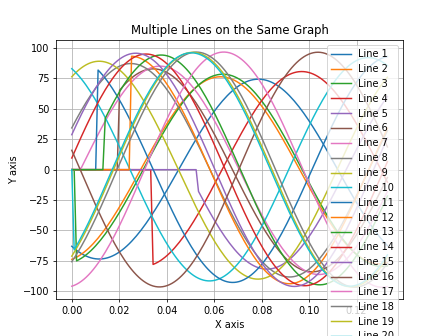 Multiple Lines on the Same Graph
Y axis
100
75
50
25
0
−25
−50
−75
−100
0.00
0.02
0.04
0.06
0.08
0.10
0.12
X axis
Line 1
Line 2
Line 3
Line 4
Line 5
Line 6
Line 7
Line 8
Line 9
Line 10
Line 11
Line 12
Line 13
Line 14
Line 15
Line 16
Line 17
Line 18
Line 19
Line 20